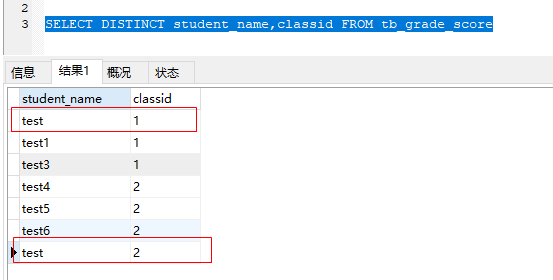 2
3 SELECT DISTINCT student_name,classid FROM tb_grade_score
信息 结果1 概况 状态
student_name classid
test 1
test1 1
test3 1
test4 2
test5 2
test6 2
test 2